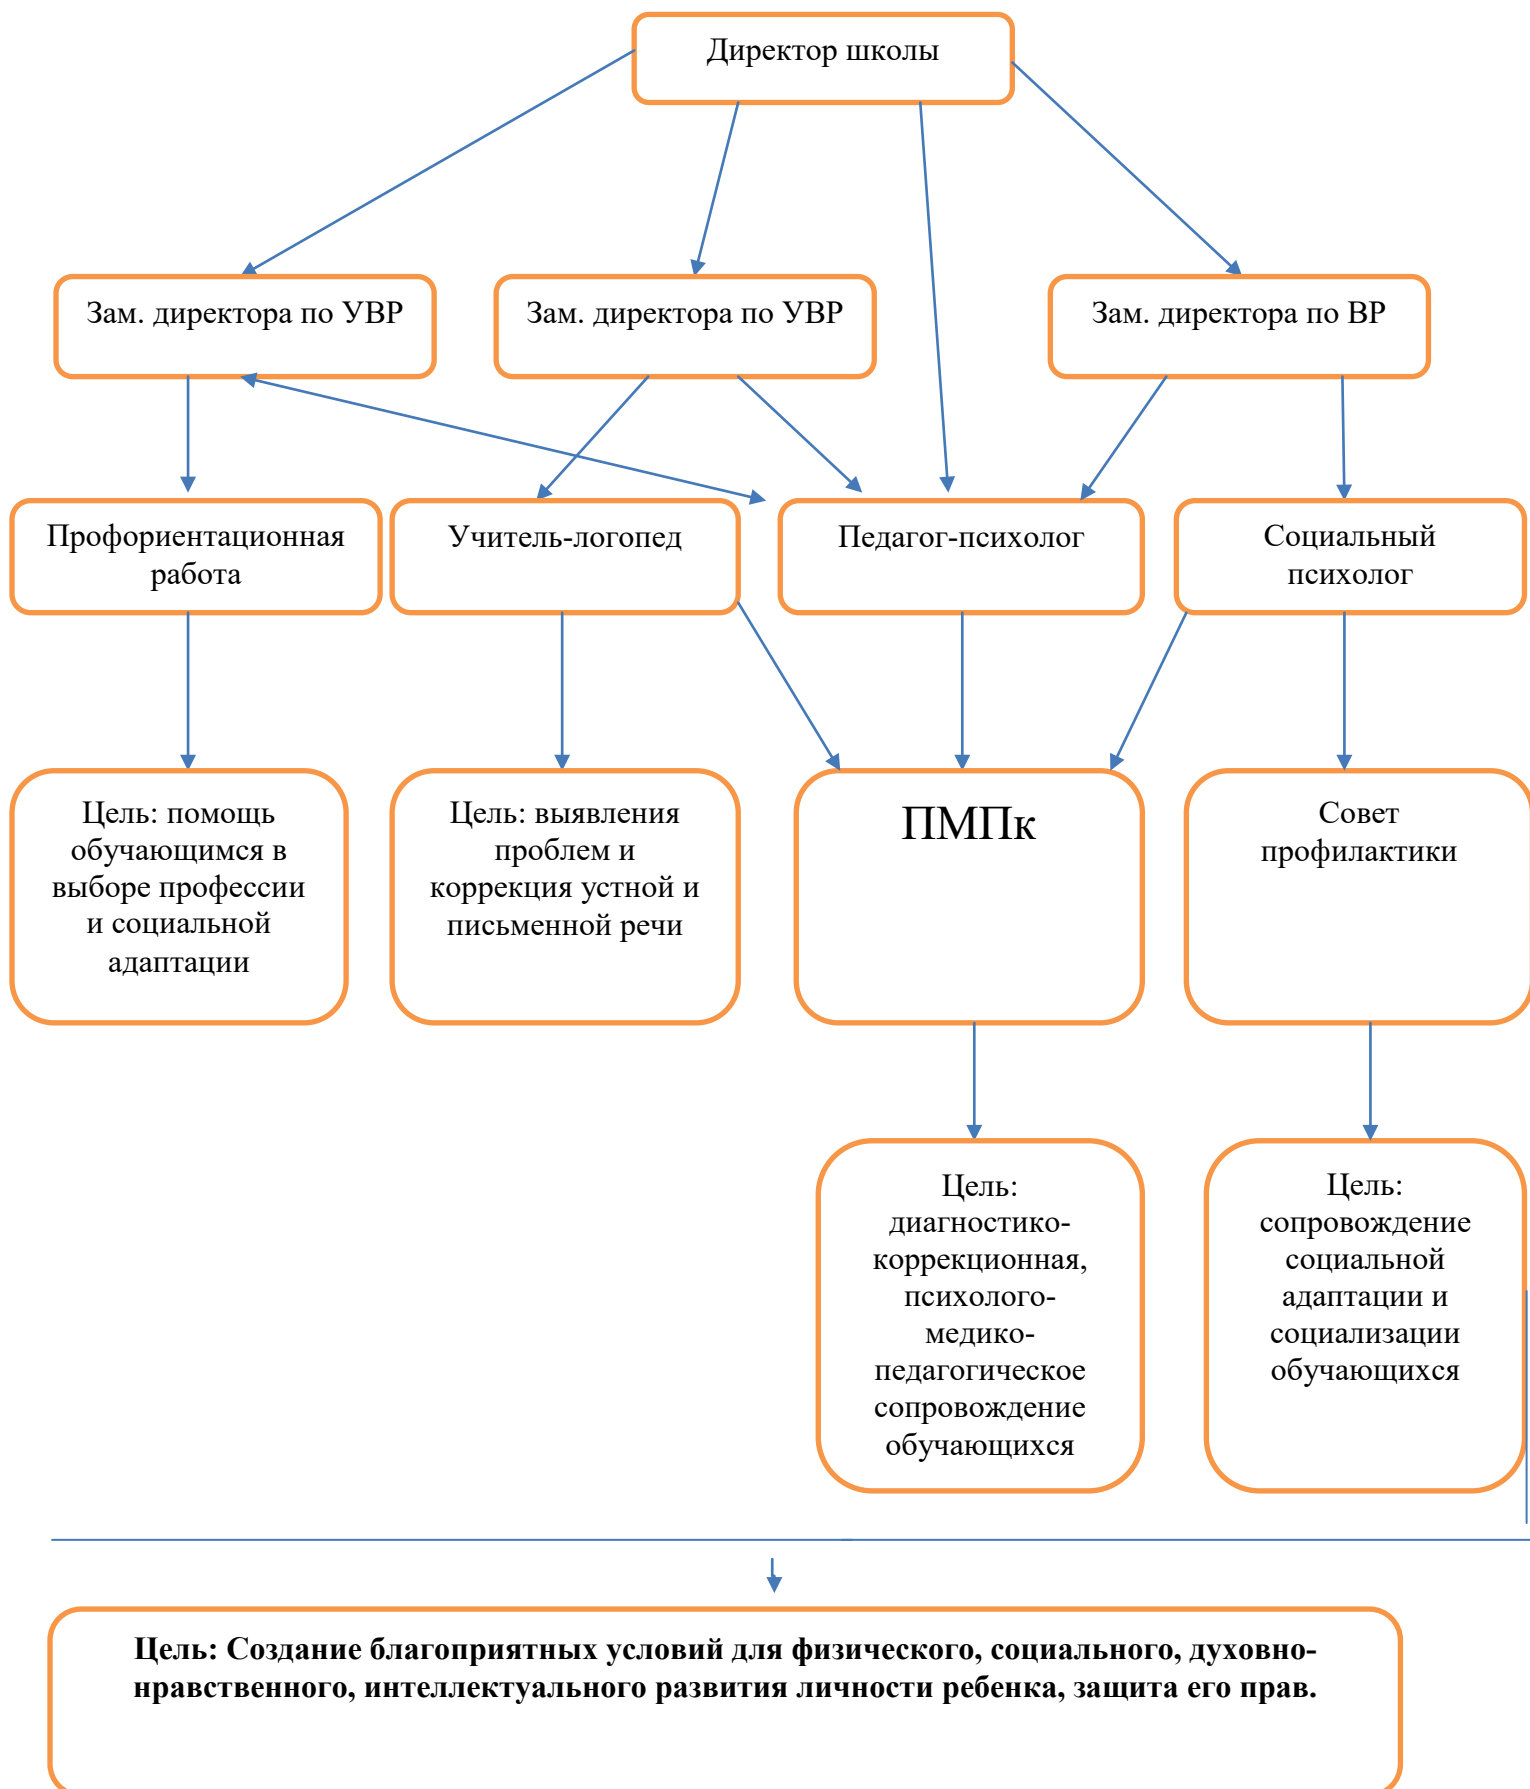 Директор школы
Зам. директора по УВР
Зам. директора по УВР
Зам. директора по ВР
Профориентационная
работа
Учитель-логопед
Педагог-психолог
Социальный
психолог
Цель: помощь
обучающимся в
выборе профессии
и социальной
адаптации
Цель: выявления
проблем и
коррекция устной и
письменной речи
ПМПк
Совет
профилактики
Цель:
диагностико-
коррекционная,
психолого-
медико-
педагогическое
сопровождение
обучающихся
Цель:
сопровождение
социальной
адаптации и
социализации
обучающихся
Цель: Создание благоприятных условий для физического, социального, духовно-
нравственного, интеллектуального развития личности ребенка, защита его прав.